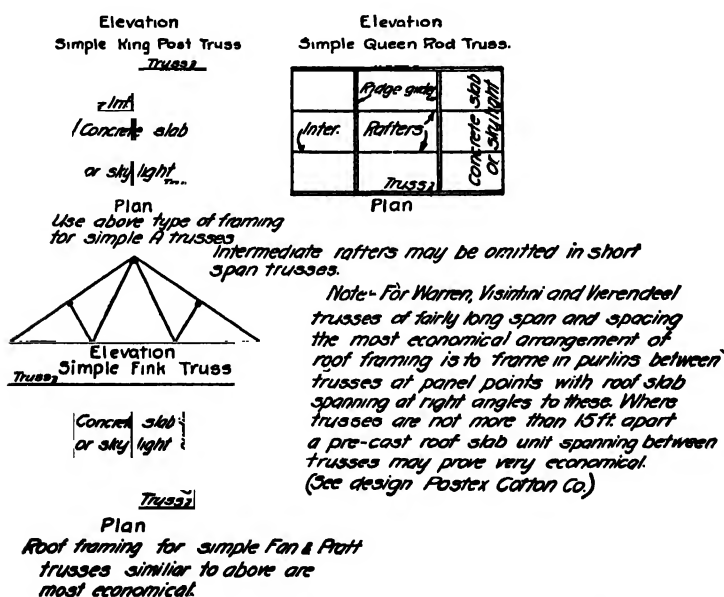 Elevation
Simple King Post Truss
Truss
Int
Concrete slab
or sky light
Plan
Use above type of framing
for simple A trusses
Elevation
Simple Queen Rod Truss.
Ridge girder
Inter. Rafters
Concrete slab
or skylight
Truss
Plan
Intermediate rafters may be omitted in short
span trusses.
Elevation
Simple Fink Truss
Truss
Concrete slab
or sky light
Truss
Plan
Roof framing for simple Fan & Pratt
trusses similiar to above are
most economical.
Note- For Warren, Visintini and Vierendeel
trusses of fairly long span and spacing
the most economical arrangement of
roof framing is to frame in purlins between
trusses at panel points with roof slab
spanning at right angles to these. Where
trusses are not more than 15 ft. apart
a pre-cast roof slab unit spanning between
trusses may prove very economical.
(See design Postex Cotton Co.)